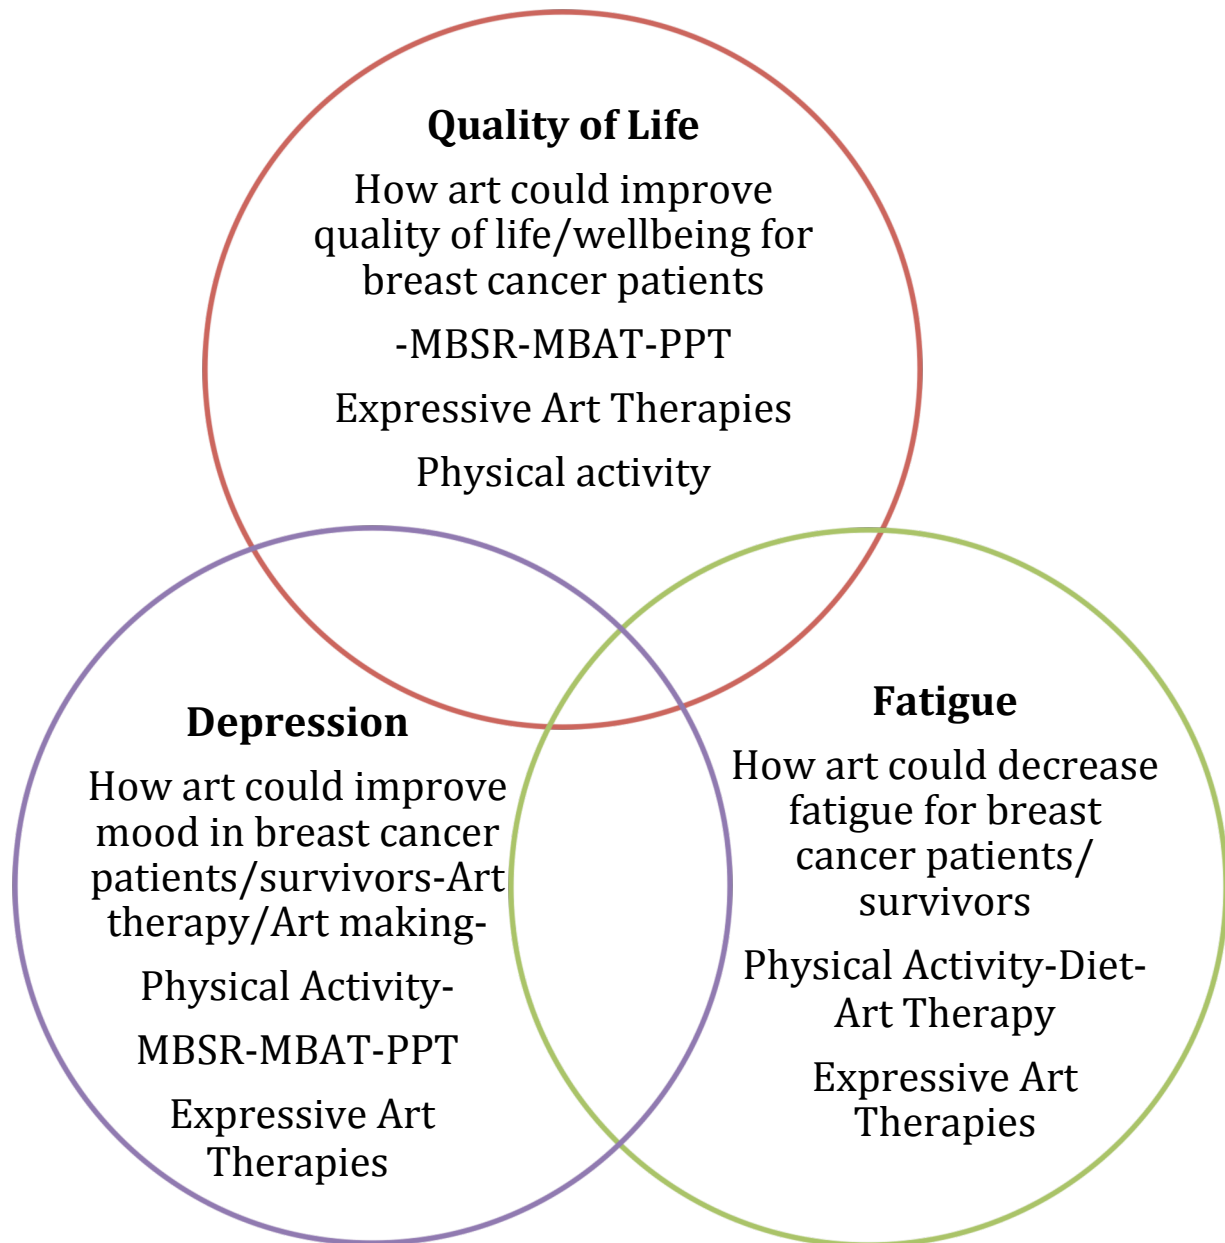 Quality of Life
How art could improve
quality of life/wellbeing for
breast cancer patients
-MBSR-MBAT-PPT
Expressive Art Therapies
Physical activity
Depression
How art could improve
mood in breast cancer
patients/survivors-Art
therapy/Art making-
Physical Activity-
MBSR-MBAT-PPT
Expressive Art
Therapies
Fatigue
How art could decrease
fatigue for breast
cancer patients/
survivors
Physical Activity-Diet-
Art Therapy
Expressive Art
Therapies